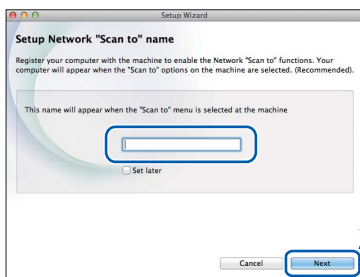 Setup Wizard
Setup Network "Scan to" name
Register your computer with the machine to enable the Network "Scan to" functions. Your
computer will appear when the "Scan to" options on the machine are selected. (Recommended).
This name will appear when the "Scan to" menu is selected at the machine
Set later
Cancel
Next